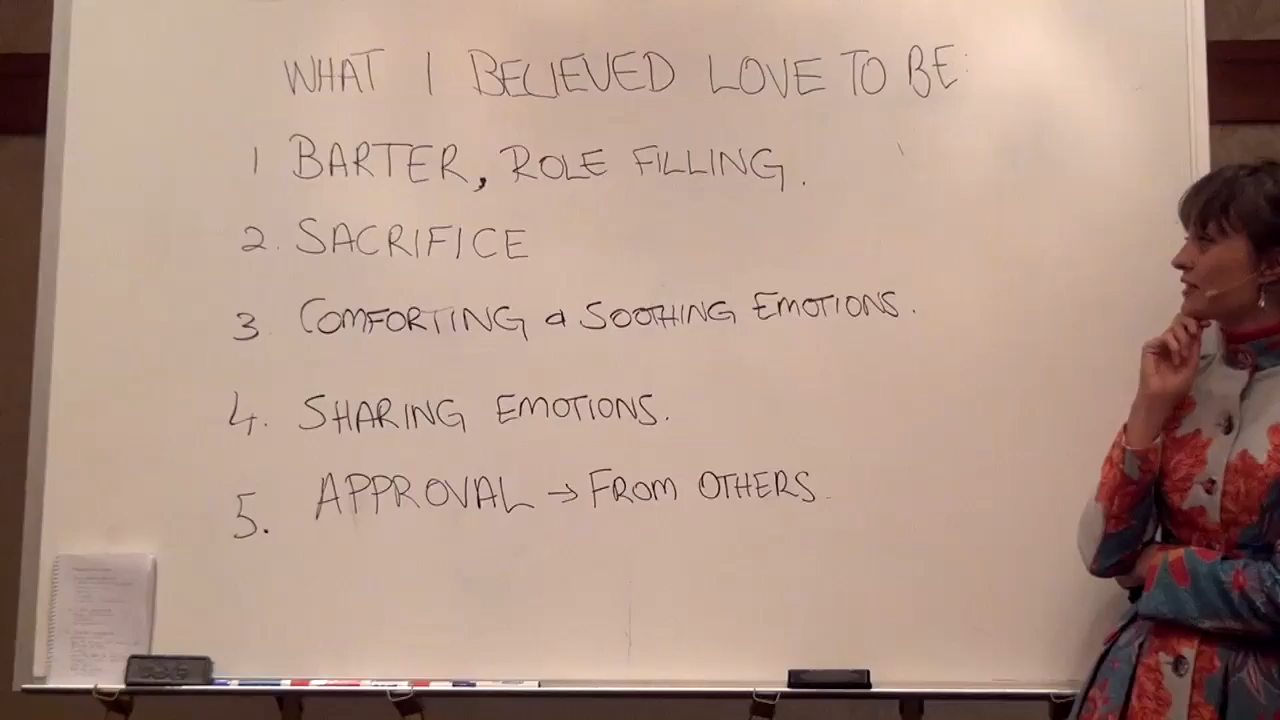 WHAT I BELIEVED LOVE TO BE:
1 BARTER, ROLE FILLING.
2. SACRIFICE
3 COMFORTING & SOOTHING EMOTIONS.
4. SHARING EMOTIONS.
5. APPROVAL → FROM OTHERS.